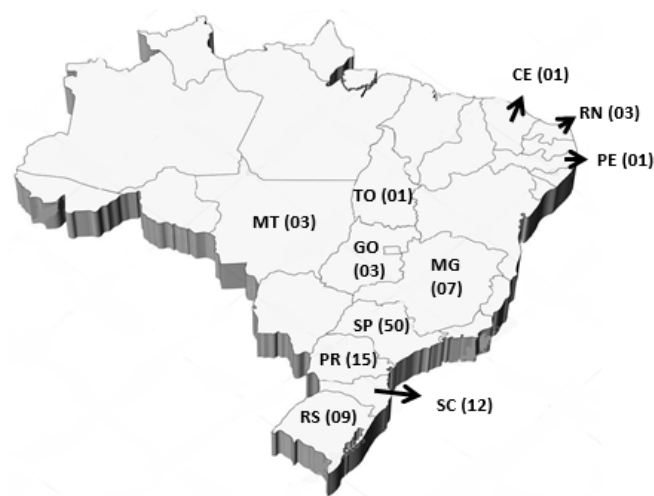 CE (01)
RN (03)
PE (01)
TO (01)
MT (03)
GO
(03)
MG
(07)
SP (50)
PR (15)
SC (12)
RS (09)